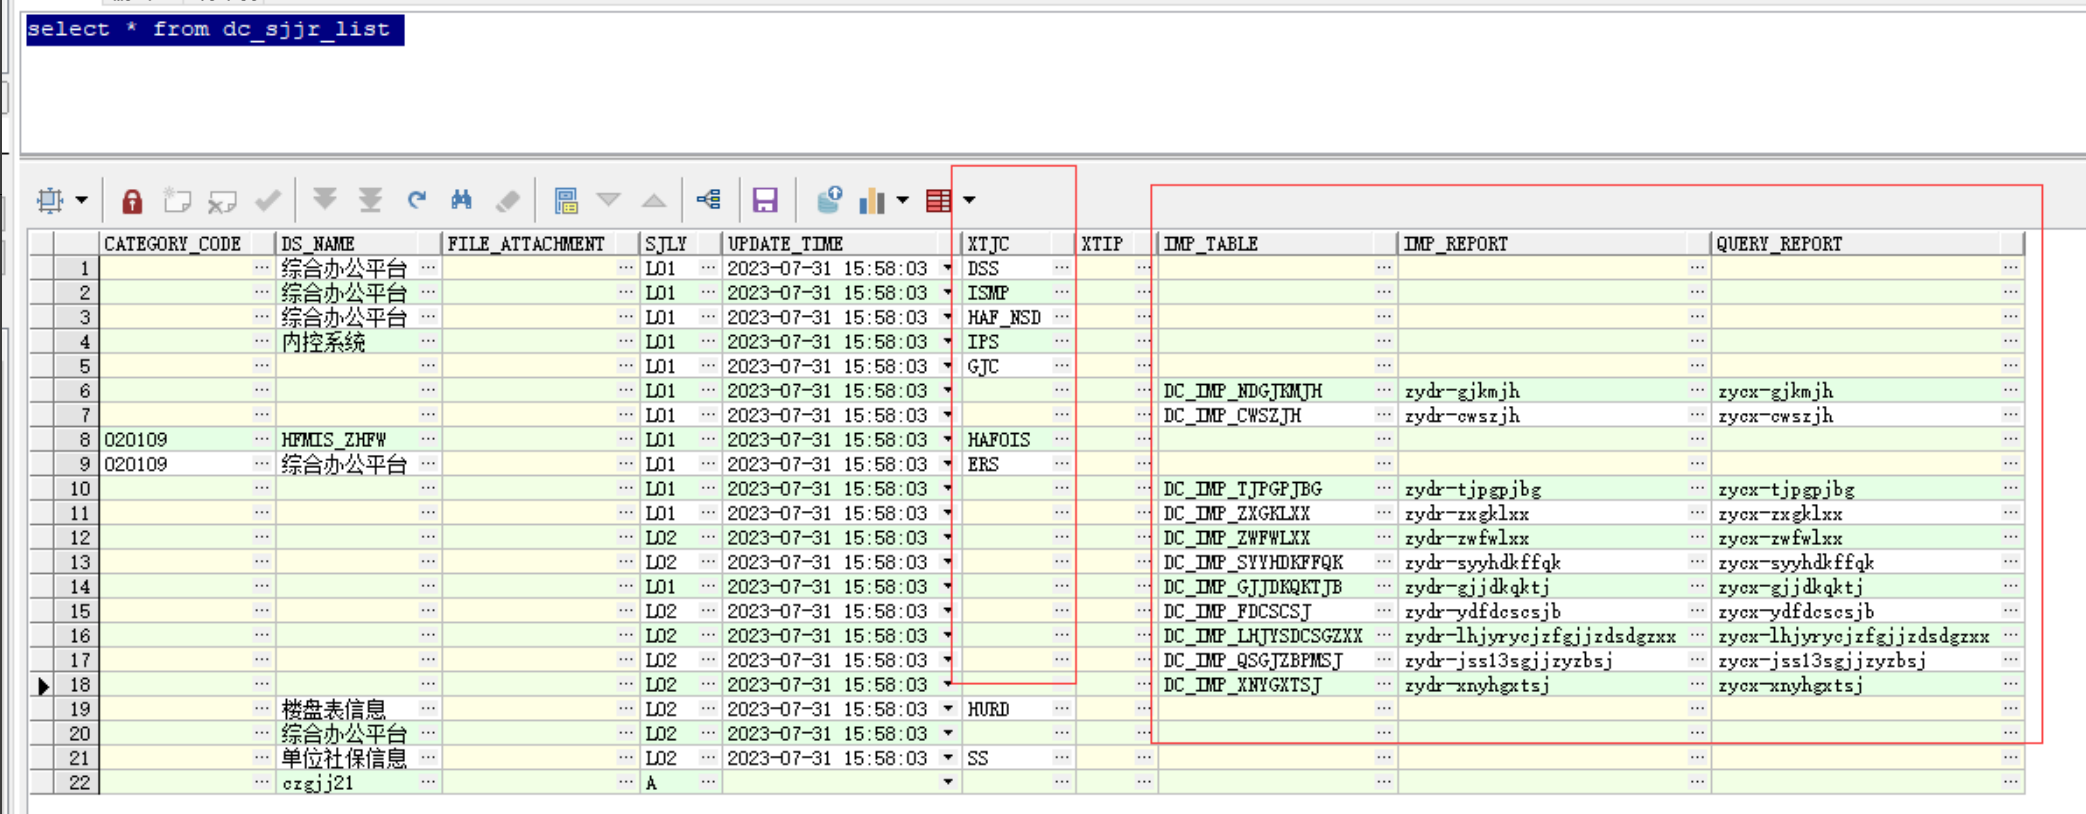 select * from dc_sjjr_list
CATEGORY_CODE DS_NAME FILE_ATTACHMENT SJLY UPDATE_TIME XTJC XTIP IMP_TABLE IMP_REPORT QUERY_REPORT
1 ··· 综合办公平台 ··· ··· L01 ··· 2023-07-31 15:58:03 DSS ··· ··· ··· ··· ···
2 ··· 综合办公平台 ··· ··· L01 ··· 2023-07-31 15:58:03 ISMP ··· ··· ··· ··· ···
3 ··· 综合办公平台 ··· ··· L01 ··· 2023-07-31 15:58:03 HAF_NSD ··· ··· ··· ··· ···
4 ··· 内控系统 ··· ··· L01 ··· 2023-07-31 15:58:03 IPS ··· ··· ··· ··· ···
5 ··· ··· ··· L01 ··· 2023-07-31 15:58:03 GJC ··· ··· ··· ··· ···
6 ··· ··· ··· L01 ··· 2023-07-31 15:58:03 ··· ··· DC_IMP_NDGJKMJH ··· zydr-gjkmjh ··· zycx-gjkmjh ···
7 ··· ··· ··· L01 ··· 2023-07-31 15:58:03 ··· ··· DC_IMP_CWSZJH ··· zydr-cwszjh ··· zycx-cwszjh ···
8 020109 ··· HFMIS_ZHFW ··· ··· L01 ··· 2023-07-31 15:58:03 HAFOIS ··· ··· ··· ··· ···
9 020109 ··· 综合办公平台 ··· ··· L01 ··· 2023-07-31 15:58:03 ERS ··· ··· ··· ··· ···
10 ··· ··· ··· L01 ··· 2023-07-31 15:58:03 ··· ··· DC_IMP_TJPGPJBG ··· zydr-tjpgpjbg ··· zycx-tjpgpjbg ···
11 ··· ··· ··· L01 ··· 2023-07-31 15:58:03 ··· ··· DC_IMP_ZXGKLXX ··· zydr-zxgklxx ··· zycx-zxgklxx ···
12 ··· ··· ··· L02 ··· 2023-07-31 15:58:03 ··· ··· DC_IMP_ZWFWLXX ··· zydr-zwfwlxx ··· zycx-zwfwlxx ···
13 ··· ··· ··· L02 ··· 2023-07-31 15:58:03 ··· ··· DC_IMP_SYYHDKFFQK ··· zydr-syyhdkffqk ··· zycx-syyhdkffqk ···
14 ··· ··· ··· L01 ··· 2023-07-31 15:58:03 ··· ··· DC_IMP_GJJDKQKTJB ··· zydr-gjjdkqktj ··· zycx-gjjdkqktj ···
15 ··· ··· ··· L02 ··· 2023-07-31 15:58:03 ··· ··· DC_IMP_FDCSCSJ ··· zydr-ydfdcscsjb ··· zycx-ydfdcscsjb ···
16 ··· ··· ··· L02 ··· 2023-07-31 15:58:03 ··· ··· DC_IMP_LHJYSDCSGZXX ··· zydr-lhjyrycjzfgjjzdsdgzxx ··· zycx-lhjyrycjzfgjjzdsdgzxx ···
17 ··· ··· ··· L02 ··· 2023-07-31 15:58:03 ··· ··· DC_IMP_QSGJZBPMSJ ··· zydr-jss13sgjjzyzbsj ··· zycx-jss13sgjjzyzbsj ···
18 ··· ··· ··· L02 ··· 2023-07-31 15:58:03 ··· ··· DC_IMP_XNYGXTSJ ··· zydr-xnyhgxtsj ··· zycx-xnyhgxtsj ···
19 ··· 楼盘表信息 ··· ··· L02 ··· 2023-07-31 15:58:03 HURD ··· ··· ··· ··· ···
20 ··· 综合办公平台 ··· ··· L02 ··· 2023-07-31 15:58:03 ··· ··· ··· ··· ···
21 ··· 单位社保信息 ··· ··· L02 ··· 2023-07-31 15:58:03 SS ··· ··· ··· ··· ···
22 ··· czgjj21 ··· ··· A ··· ··· ··· ··· ··· ···